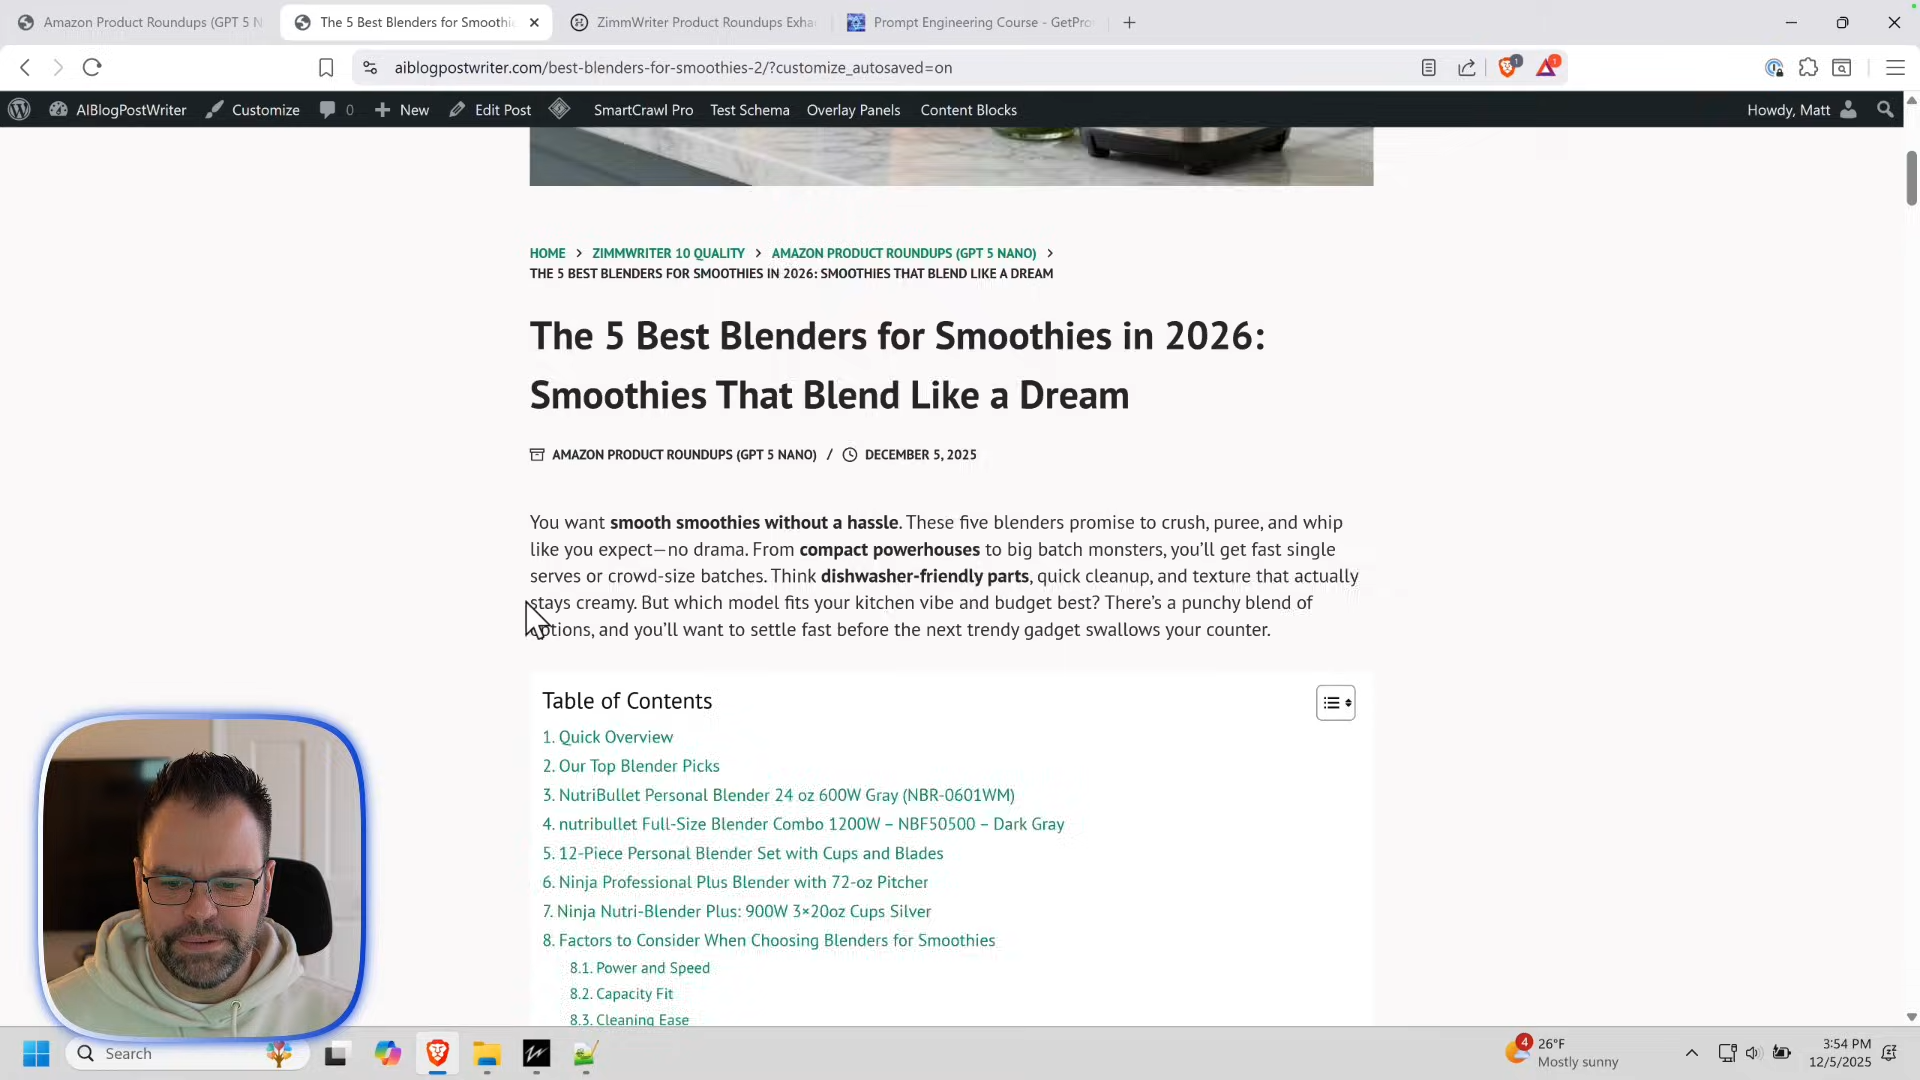 Amazon Product Roundups (GPT 5 N
The 5 Best Blenders for Smoothi
ZimmWriter Product Roundups Exha
Prompt Engineering Course - GetPro
aiblogpostwriter.com/best-blenders-for-smoothies-2/?customize_autosaved=on
1
1
AIBlogPostWriter
Customize
0
New
Edit Post
SmartCrawl Pro
Test Schema
Overlay Panels
Content Blocks
Howdy, Matt
HOME > ZIMMWRITER 10 QUALITY > AMAZON PRODUCT ROUNDUPS (GPT 5 NANO) >
THE 5 BEST BLENDERS FOR SMOOTHIES IN 2026: SMOOTHIES THAT BLEND LIKE A DREAM
The 5 Best Blenders for Smoothies in 2026:
Smoothies That Blend Like a Dream
AMAZON PRODUCT ROUNDUPS (GPT 5 NANO) / DECEMBER 5, 2025
You want smooth smoothies without a hassle. These five blenders promise to crush, puree, and whip
like you expect—no drama. From compact powerhouses to big batch monsters, you'll get fast single
serves or crowd-size batches. Think dishwasher-friendly parts, quick cleanup, and texture that actually
stays creamy. But which model fits your kitchen vibe and budget best? There's a punchy blend of
options, and you'll want to settle fast before the next trendy gadget swallows your counter.
Table of Contents
1. Quick Overview
2. Our Top Blender Picks
3. NutriBullet Personal Blender 24 oz 600W Gray (NBR-0601WM)
4. nutribullet Full-Size Blender Combo 1200W – NBF50500 – Dark Gray
5. 12-Piece Personal Blender Set with Cups and Blades
6. Ninja Professional Plus Blender with 72-oz Pitcher
7. Ninja Nutri-Blender Plus: 900W 3×20oz Cups Silver
8. Factors to Consider When Choosing Blenders for Smoothies
8.1. Power and Speed
8.2. Capacity Fit
8.3. Cleaning Ease
Search
4
26°F
Mostly sunny
3:54 PM
12/5/2025